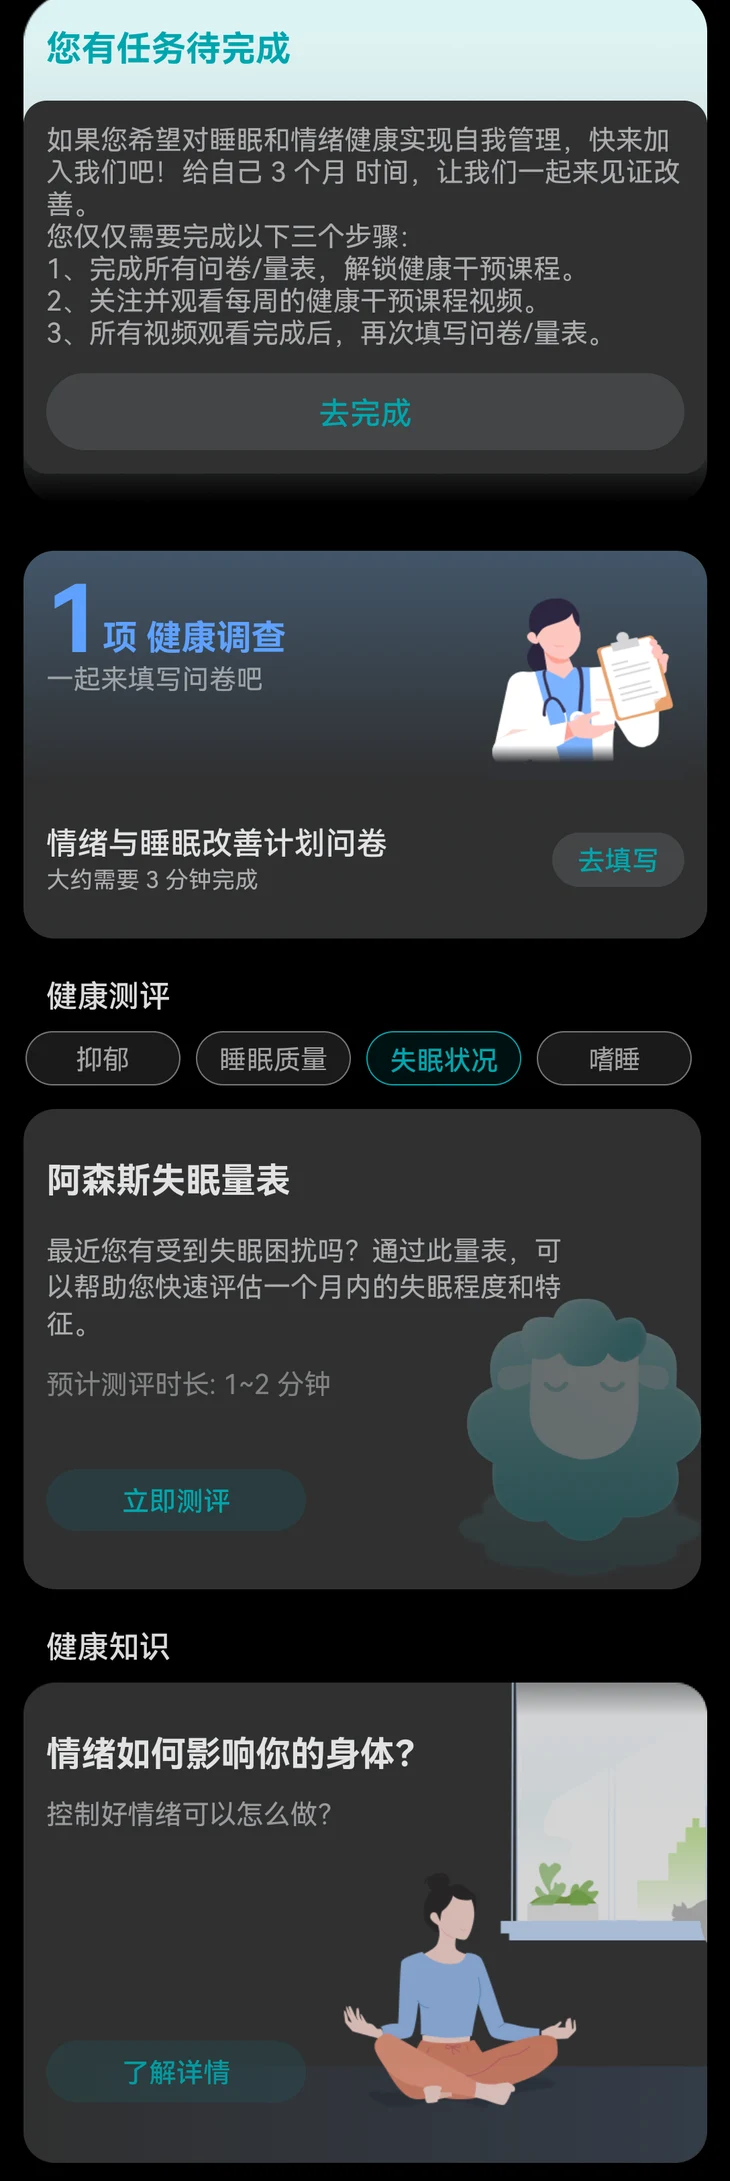 您有任务待完成
如果您希望对睡眠和情绪健康实现自我管理，快来加
入我们吧！给自己 3 个月 时间，让我们一起来见证改
善。
您仅仅需要完成以下三个步骤：
1、完成所有问卷/量表，解锁健康干预课程。
2、关注并观看每周的健康干预课程视频。
3、所有视频观看完成后，再次填写问卷/量表。
去完成
1项 健康调查
一起来填写问卷吧
情绪与睡眠改善计划问卷
大约需要 3 分钟完成
去填写
健康测评
抑郁
睡眠质量
失眠状况
嗜睡
阿森斯失眠量表
最近您有受到失眠困扰吗？通过此量表，可
以帮助您快速评估一个月内的失眠程度和特
征。
预计测评时长: 1~2 分钟
立即测评
健康知识
情绪如何影响你的身体?
控制好情绪可以怎么做?
了解详情